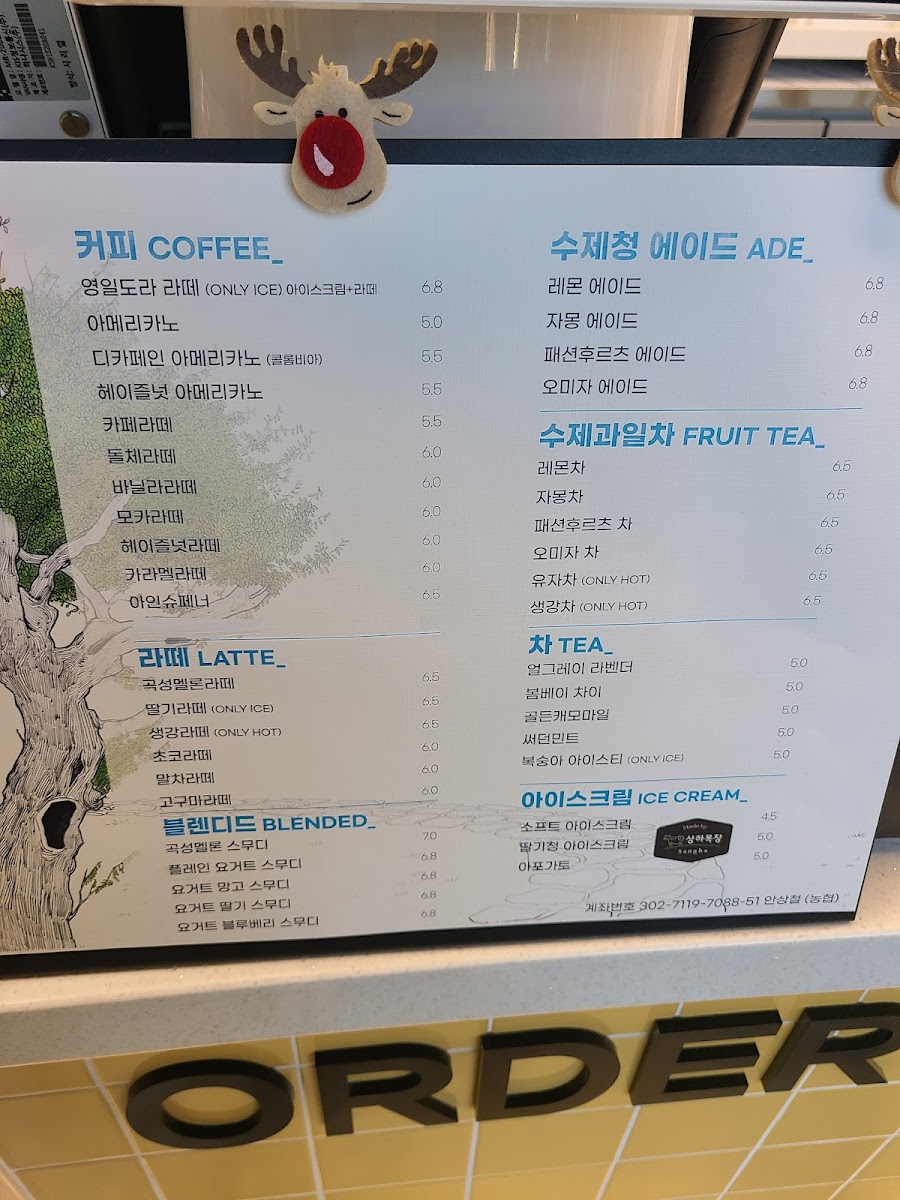 커피 COFFEE_
영일도라 라떼 (ONLY ICE) 아이스크림+라떼 6.8
아메리카노 5.0
디카페인 아메리카노 (콜롬비아) 5.5
헤이즐넛 아메리카노 5.5
카페라떼 5.5
돌체라떼 6.0
바닐라라떼 6.0
모카라떼 6.0
헤이즐넛라떼 6.0
카라멜라떼 6.0
아인슈페너 6.5
라떼 LATTE_
곡성멜론라떼 6.5
딸기라떼 (ONLY ICE) 6.5
생강라떼 (ONLY HOT) 6.5
초코라떼 6.0
말차라떼 6.0
고구마라떼 6.0
블렌디드 BLENDED_
곡성멜론 스무디 7.0
플레인 요거트 스무디 6.8
요거트 망고 스무디 6.8
요거트 딸기 스무디 6.8
요거트 블루베리 스무디 6.8
수제청 에이드 ADE_
레몬 에이드 6.8
자몽 에이드 6.8
패션후르츠 에이드 6.8
오미자 에이드 6.8
수제과일차 FRUIT TEA_
레몬차 6.5
자몽차 6.5
패션후르츠 차 6.5
오미자 차 6.5
유자차 (ONLY HOT) 6.5
생강차 (ONLY HOT) 6.5
차 TEA_
얼그레이 라벤더 5.0
봄베이 차이 5.0
골든캐모마일 5.0
써던민트 5.0
복숭아 아이스티 (ONLY ICE) 5.0
아이스크림 ICE CREAM_
소프트 아이스크림 4.5
딸기청 아이스크림 5.0
아포가토 5.0
Made by
상하목장
Sangha
계좌번호 302-7119-7088-51 안상철 (농협)
ORDER